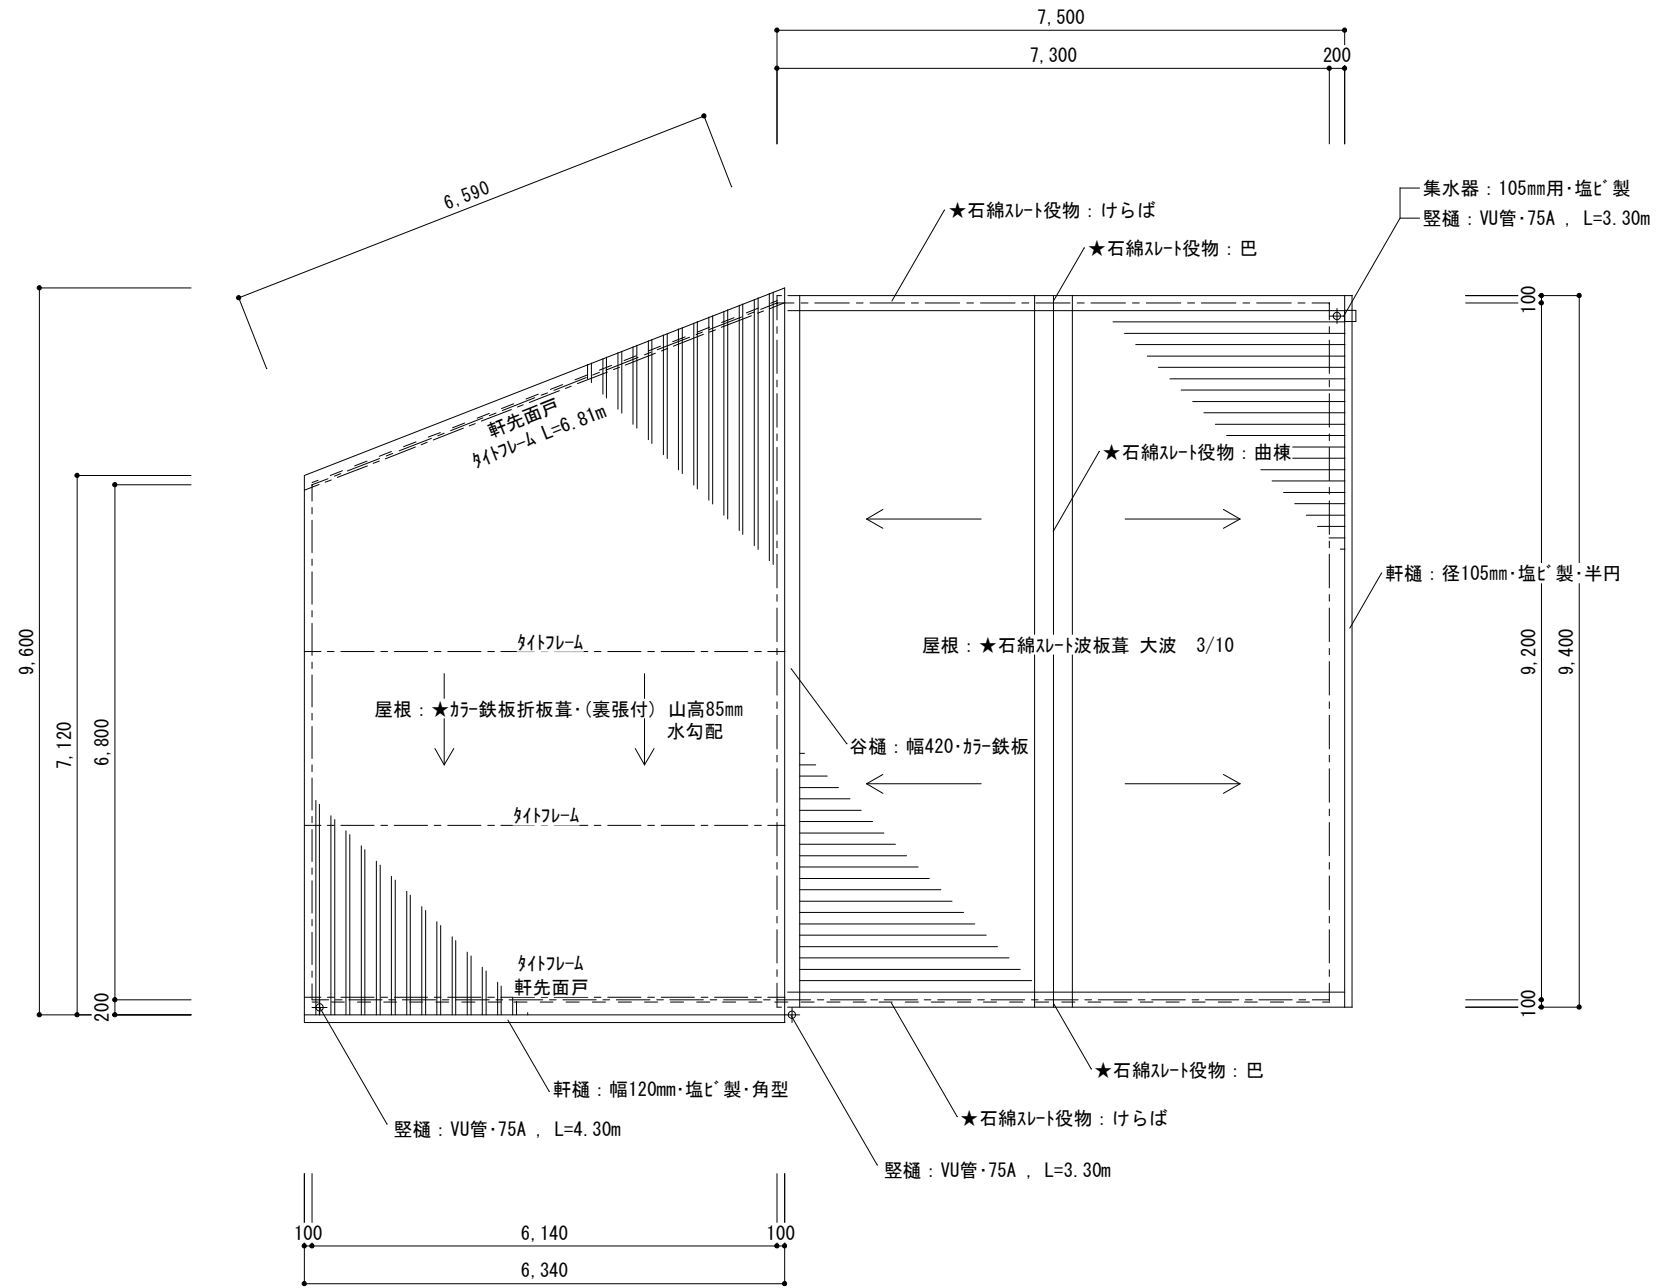 7,500
7,300
200
6,590
集水器：105mm用・塩ﾋﾞ製
竪樋：VU管・75A , L=3.30m
★石綿ｽﾚｰﾄ役物：けらば
★石綿ｽﾚｰﾄ役物：巴
100
軒先面戸
ﾀｲﾄﾌﾚｰﾑ L=6.81m
★石綿ｽﾚｰﾄ役物：曲棟
軒樋：径105mm・塩ﾋﾞ製・半円
9,600
7,120
6,800
200
ﾀｲﾄﾌﾚｰﾑ
屋根：★石綿ｽﾚｰﾄ波板葺 大波 3/10
9,200
9,400
屋根：★ｶﾗｰ鉄板折板葺・(裏張付) 山高85mm
水勾配
谷樋：幅420・ｶﾗｰ鉄板
ﾀｲﾄﾌﾚｰﾑ
ﾀｲﾄﾌﾚｰﾑ
軒先面戸
100
★石綿ｽﾚｰﾄ役物：巴
軒樋：幅120mm・塩ﾋﾞ製・角型
★石綿ｽﾚｰﾄ役物：けらば
竪樋：VU管・75A , L=4.30m
竪樋：VU管・75A , L=3.30m
100
6,140
100
6,340